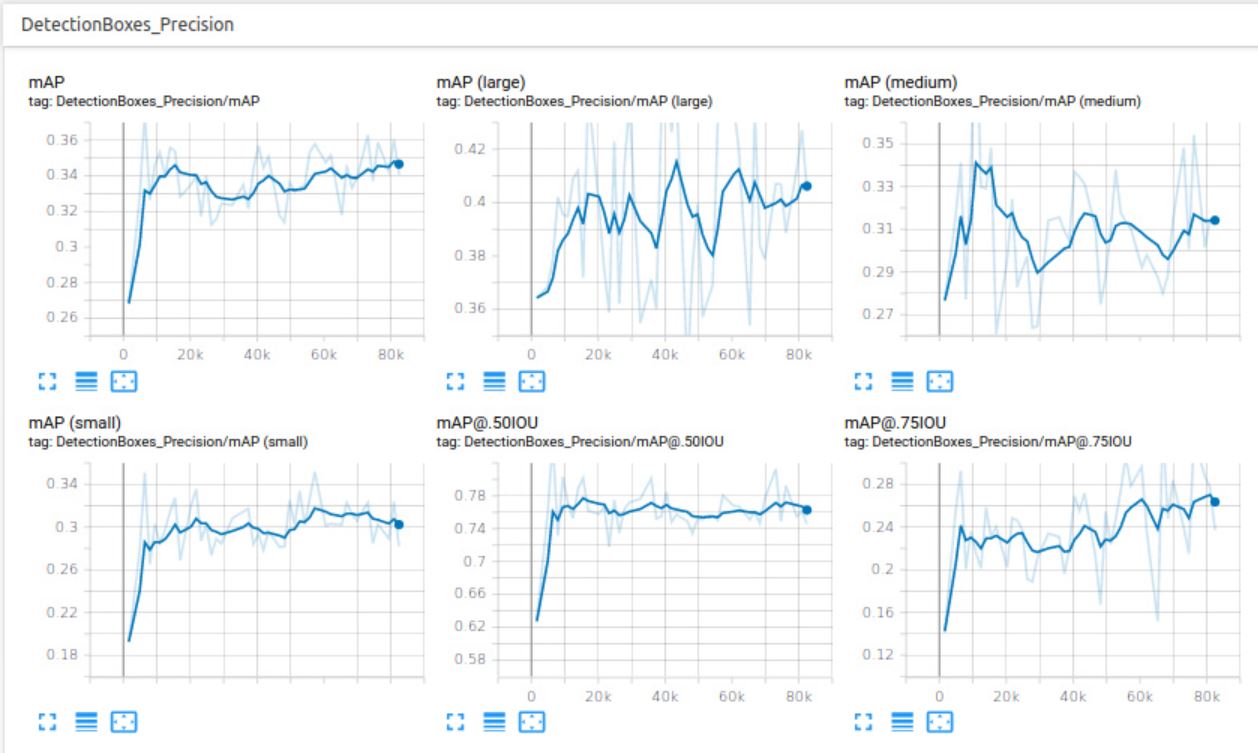 DetectionBoxes_Precision
mAP
tag: DetectionBoxes_Precision/mAP
0.36
0.34
0.32
0.3
0.28
0.26
0 20k 40k 60k 80k
mAP (large)
tag: DetectionBoxes_Precision/mAP (large)
0.42
0.4
0.38
0.36
0 20k 40k 60k 80k
mAP (medium)
tag: DetectionBoxes_Precision/mAP (medium)
0.35
0.33
0.31
0.29
0.27
0 20k 40k 60k 80k
mAP (small)
tag: DetectionBoxes_Precision/mAP (small)
0.34
0.3
0.26
0.22
0.18
mAP@.50IOU
tag: DetectionBoxes_Precision/mAP@.50IOU
0.78
0.74
0.7
0.66
0.62
0.58
0 20k 40k 60k 80k
mAP@.75IOU
tag: DetectionBoxes_Precision/mAP@.75IOU
0.28
0.24
0.2
0.16
0.12
0 20k 40k 60k 80k